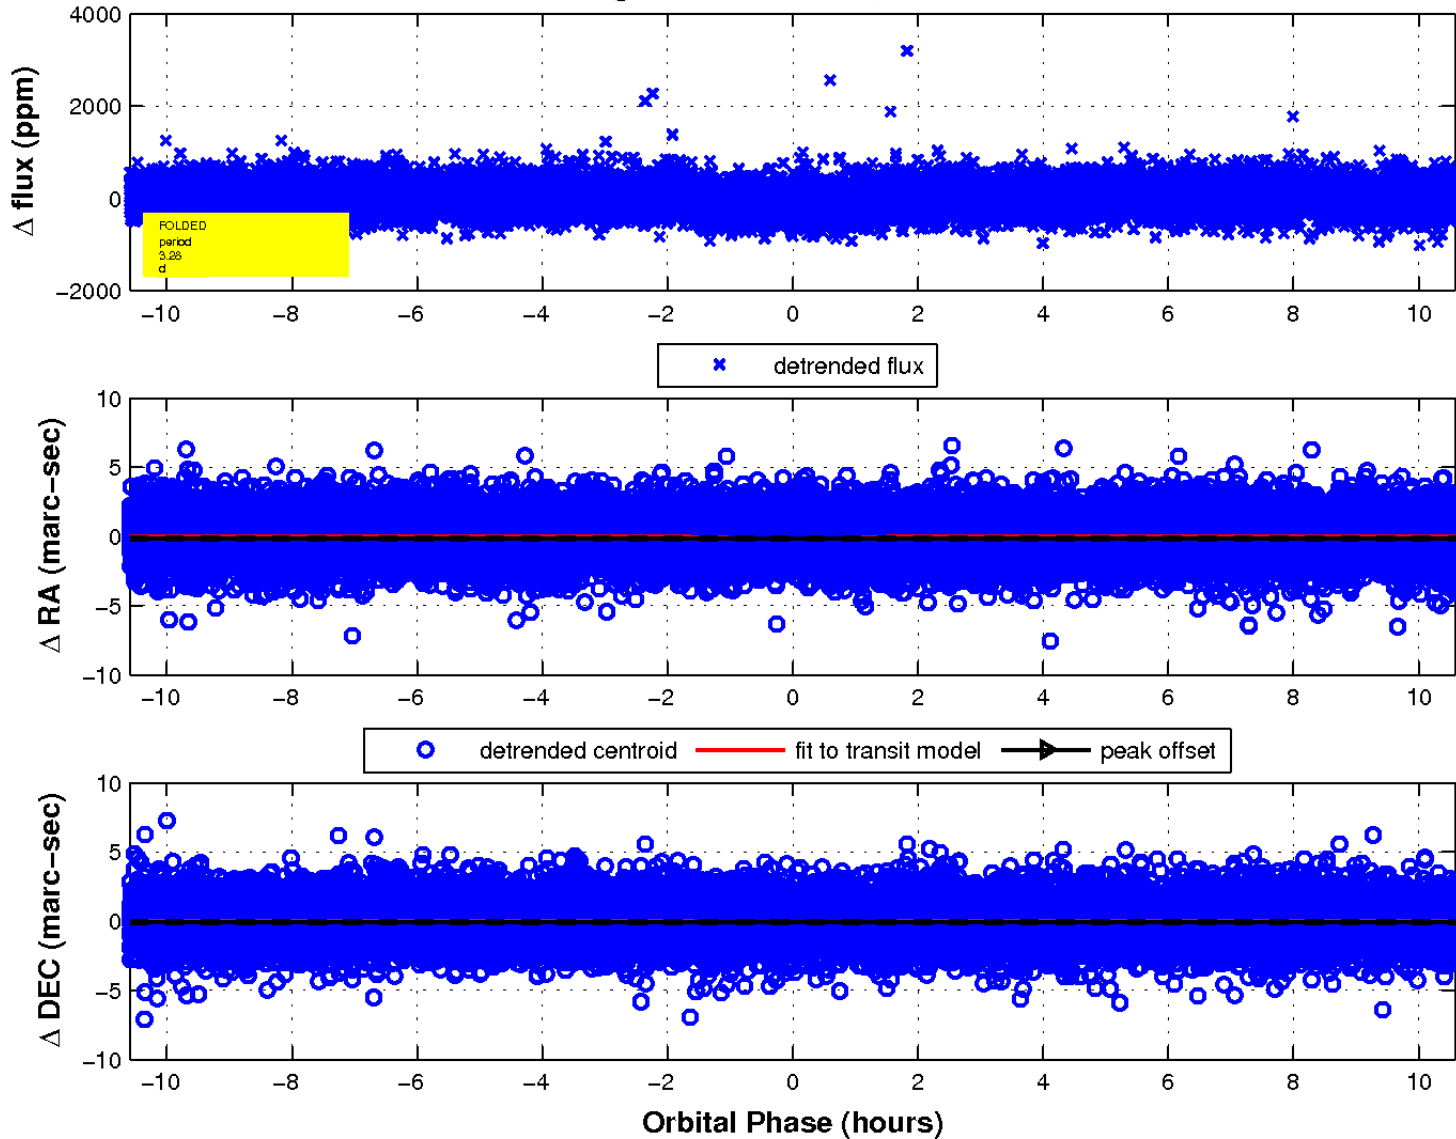 4000
2000
0
−2000
Δ flux (ppm)
FOLDED
period
3.28
d
−10 −8 −6 −4 −2 0 2 4 6 8 10
detrended flux
10
5
0
−5
−10
Δ RA (marc−sec)
−10 −8 −6 −4 −2 0 2 4 6 8 10
detrended centroid fit to transit model peak offset
10
5
0
−5
−10
Δ DEC (marc−sec)
−10 −8 −6 −4 −2 0 2 4 6 8 10
Orbital Phase (hours)